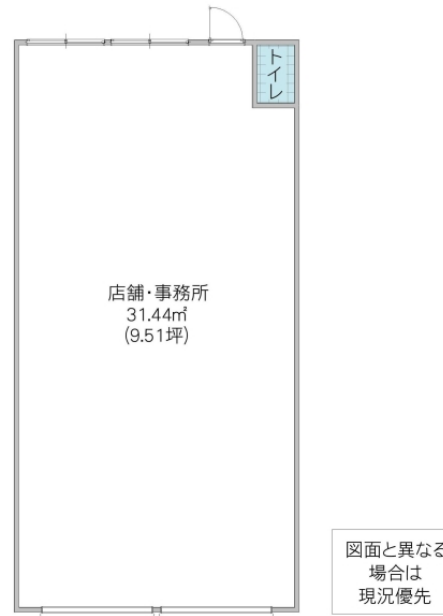 トイレ
店舗・事務所
31.44㎡
(9.51坪)
図面と異なる
場合は
現況優先